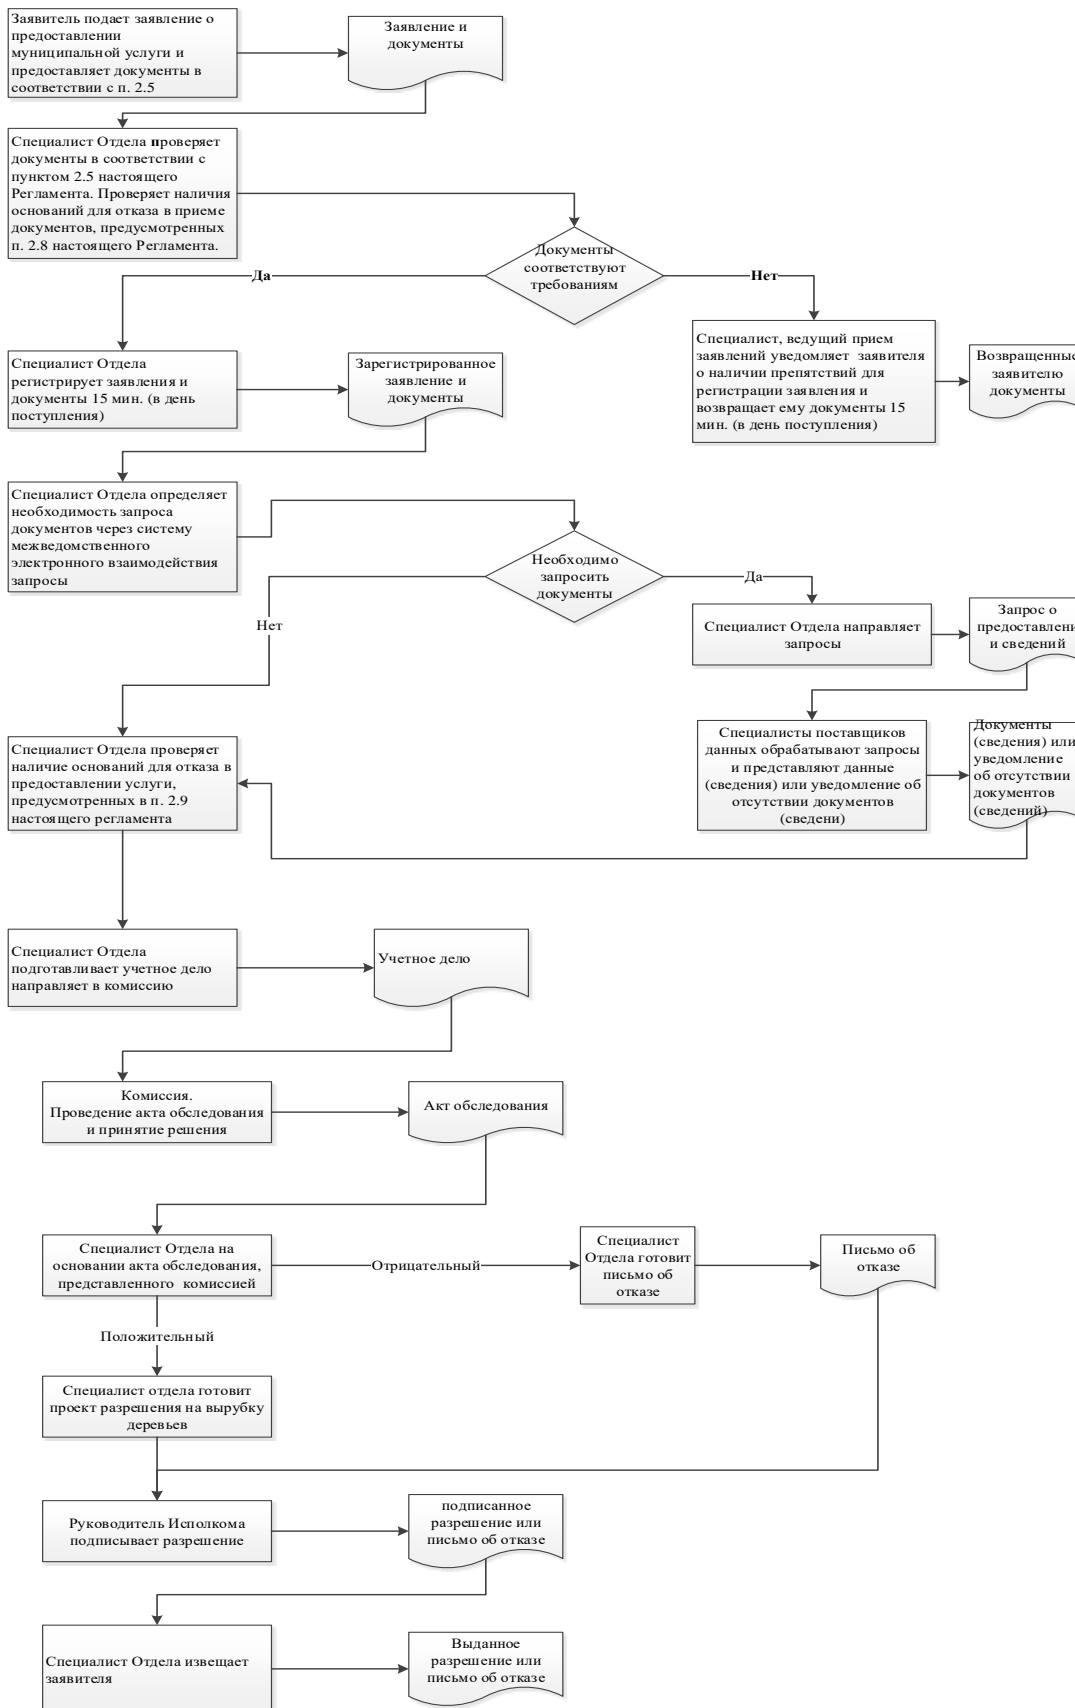 Заявитель подает заявление о
предоставлении
муниципальной услуги и
предоставляет документы в
соответствии с п. 2.5
Заявление и
документы
Специалист Отдела проверяет
документы в соответствии с
пунктом 2.5 настоящего
Регламента. Проверяет наличия
оснований для отказа в приеме
документов, предусмотренных
п. 2.8 настоящего Регламента.
Документы
соответствуют
требованиям
Да
Нет
Специалист Отдела
регистрирует заявления и
документы 15 мин. (в день
поступления)
Зарегистрированное
заявление и
документы
Специалист, ведущий прием
заявлений уведомляет заявителя
о наличии препятствий для
регистрации заявления и
возвращает ему документы 15
мин. (в день поступления)
Возвращенные
заявителю
документы
Специалист Отдела определяет
необходимость запроса
документов через систему
межведомственного
электронного взаимодействия
запросы
Необходимо
запросить
документы
Да
Нет
Специалист Отдела направляет
запросы
Запрос о
предоставлени
и сведений
Специалист Отдела проверяет
наличие оснований для отказа в
предоставлении услуги,
предусмотренных в п. 2.9
настоящего регламента
Специалисты поставщиков
данных обрабатывают запросы
и представляют данные
(сведения) или уведомление об
отсутствии документов
(сведени)
Документы
(сведения) или
уведомление
об отсутствии
документов
(сведений)
Специалист Отдела
подготавливает учетное дело
направляет в комиссию
Учетное дело
Комиссия.
Проведение акта обследования
и принятие решения
Акт обследования
Специалист Отдела на
основании акта обследования,
представленного комиссией
Отрицательный
Специалист
Отдела готовит
письмо об
отказе
Письмо об
отказе
Положительный
Специалист отдела готовит
проект разрешения на вырубку
деревьев
Руководитель Исполкома
подписывает разрешение
подписанное
разрешение или
письмо об отказе
Специалист Отдела извещает
заявителя
Выданное
разрешение или
письмо об отказе